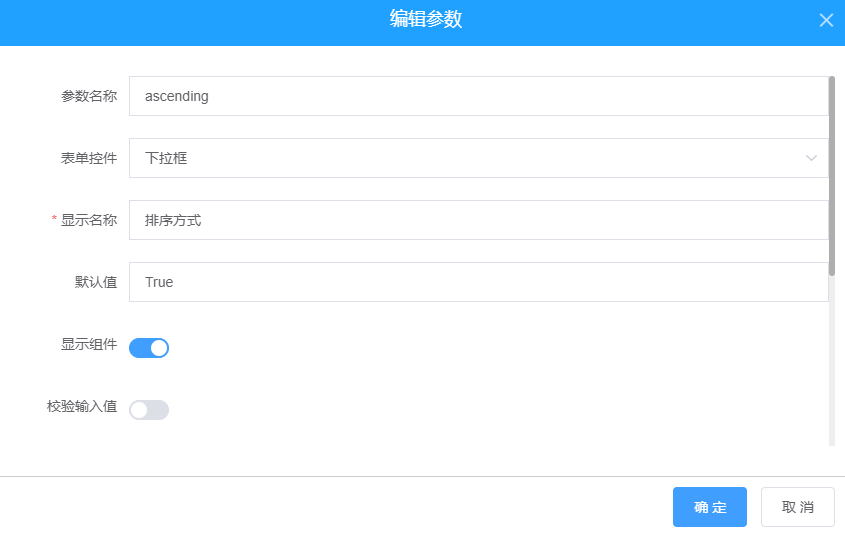 编辑参数
参数名称 ascending
表单控件 下拉框
* 显示名称 排序方式
默认值 True
显示组件
校验输入值
确 定 取 消